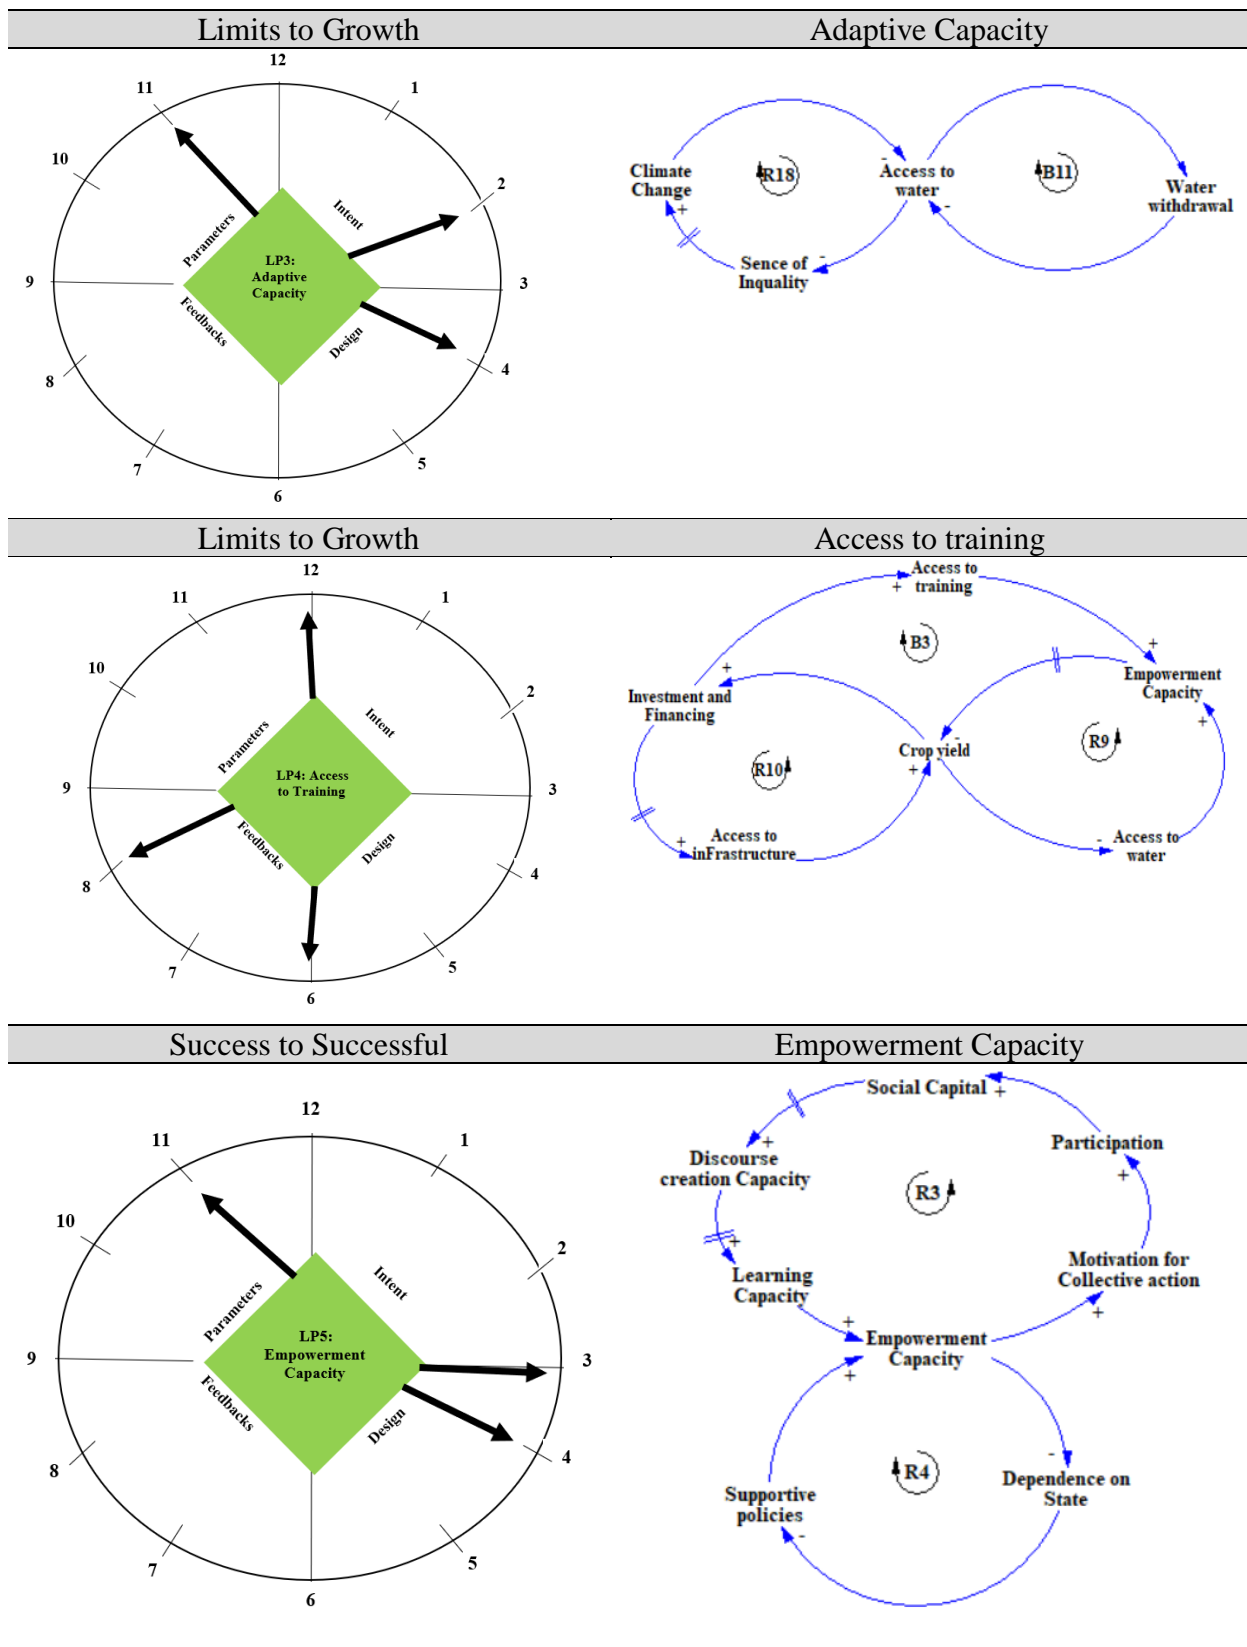 Limits to Growth
Adaptive Capacity
12
11
1
10
2
9
3
8
4
7
5
6
Parameters
Intent
Feedbacks
Design
LP3:
Adaptive
Capacity
Climate
Change
+
R18
-
Access to
water
-
B11
Water
withdrawal
Sence of
Inquality
-
Limits to Growth
Access to training
12
11
1
10
2
9
3
8
4
7
5
6
Parameters
Intent
Feedbacks
Design
LP4: Access
to Training
Access to
training
+
B3
+
Empowerment
Capacity
+
+
Investment and
Financing
R10
Crop yield
-
+
R9
Access to
inFrastructure
+
-
Access to
water
Success to Successful
Empowerment Capacity
12
11
1
10
2
9
3
8
4
7
5
6
Parameters
Intent
Feedbacks
Design
LP5:
Empowerment
Capacity
Social Capital
+
+
Discourse
creation Capacity
Participation
+
R3
+
Learning
Capacity
Motivation for
Collective action
+
+
Empowerment
Capacity
+
R4
-
Dependence on
State
Supportive
policies
-